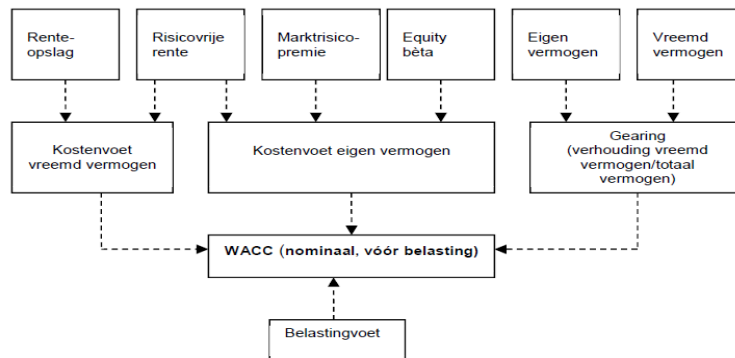 Rente-
opslag
Risicovrije
rente
Marktrisico-
premie
Equity
bèta
Eigen
vermogen
Vreemd
vermogen
Kostenvoet
vreemd vermogen
Kostenvoet eigen vermogen
Gearing
(verhouding vreemd
vermogen/totaal
vermogen)
WACC (nominaal, vóór belasting)
Belastingvoet